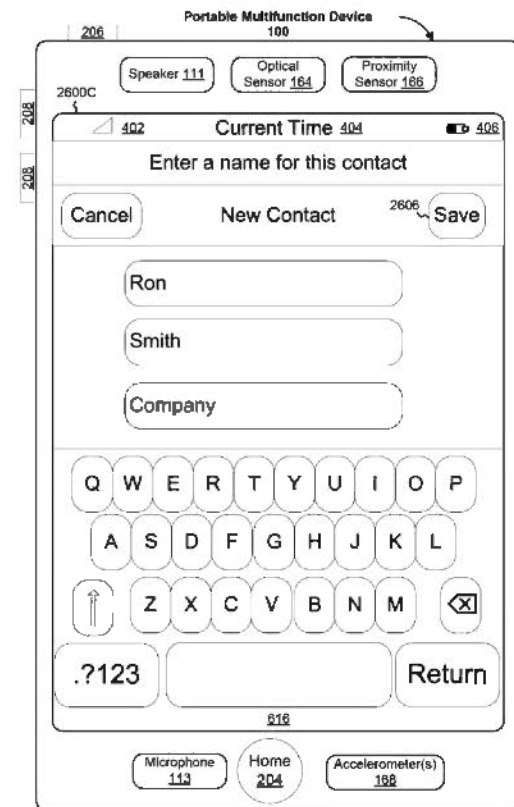 Portable Multifunction Device
100
206
Speaker 111
Optical
Sensor 164
Proximity
Sensor 166
2600C
208
208
402
Current Time 404
406
Enter a name for this contact
Cancel
New Contact
2606
Save
Ron
Smith
Company
Q W E R T Y U I O P
A S D F G H J K L
Z X C V B N M
.?123
Return
616
Microphone
113
Home
204
Accelerometer(s)
168